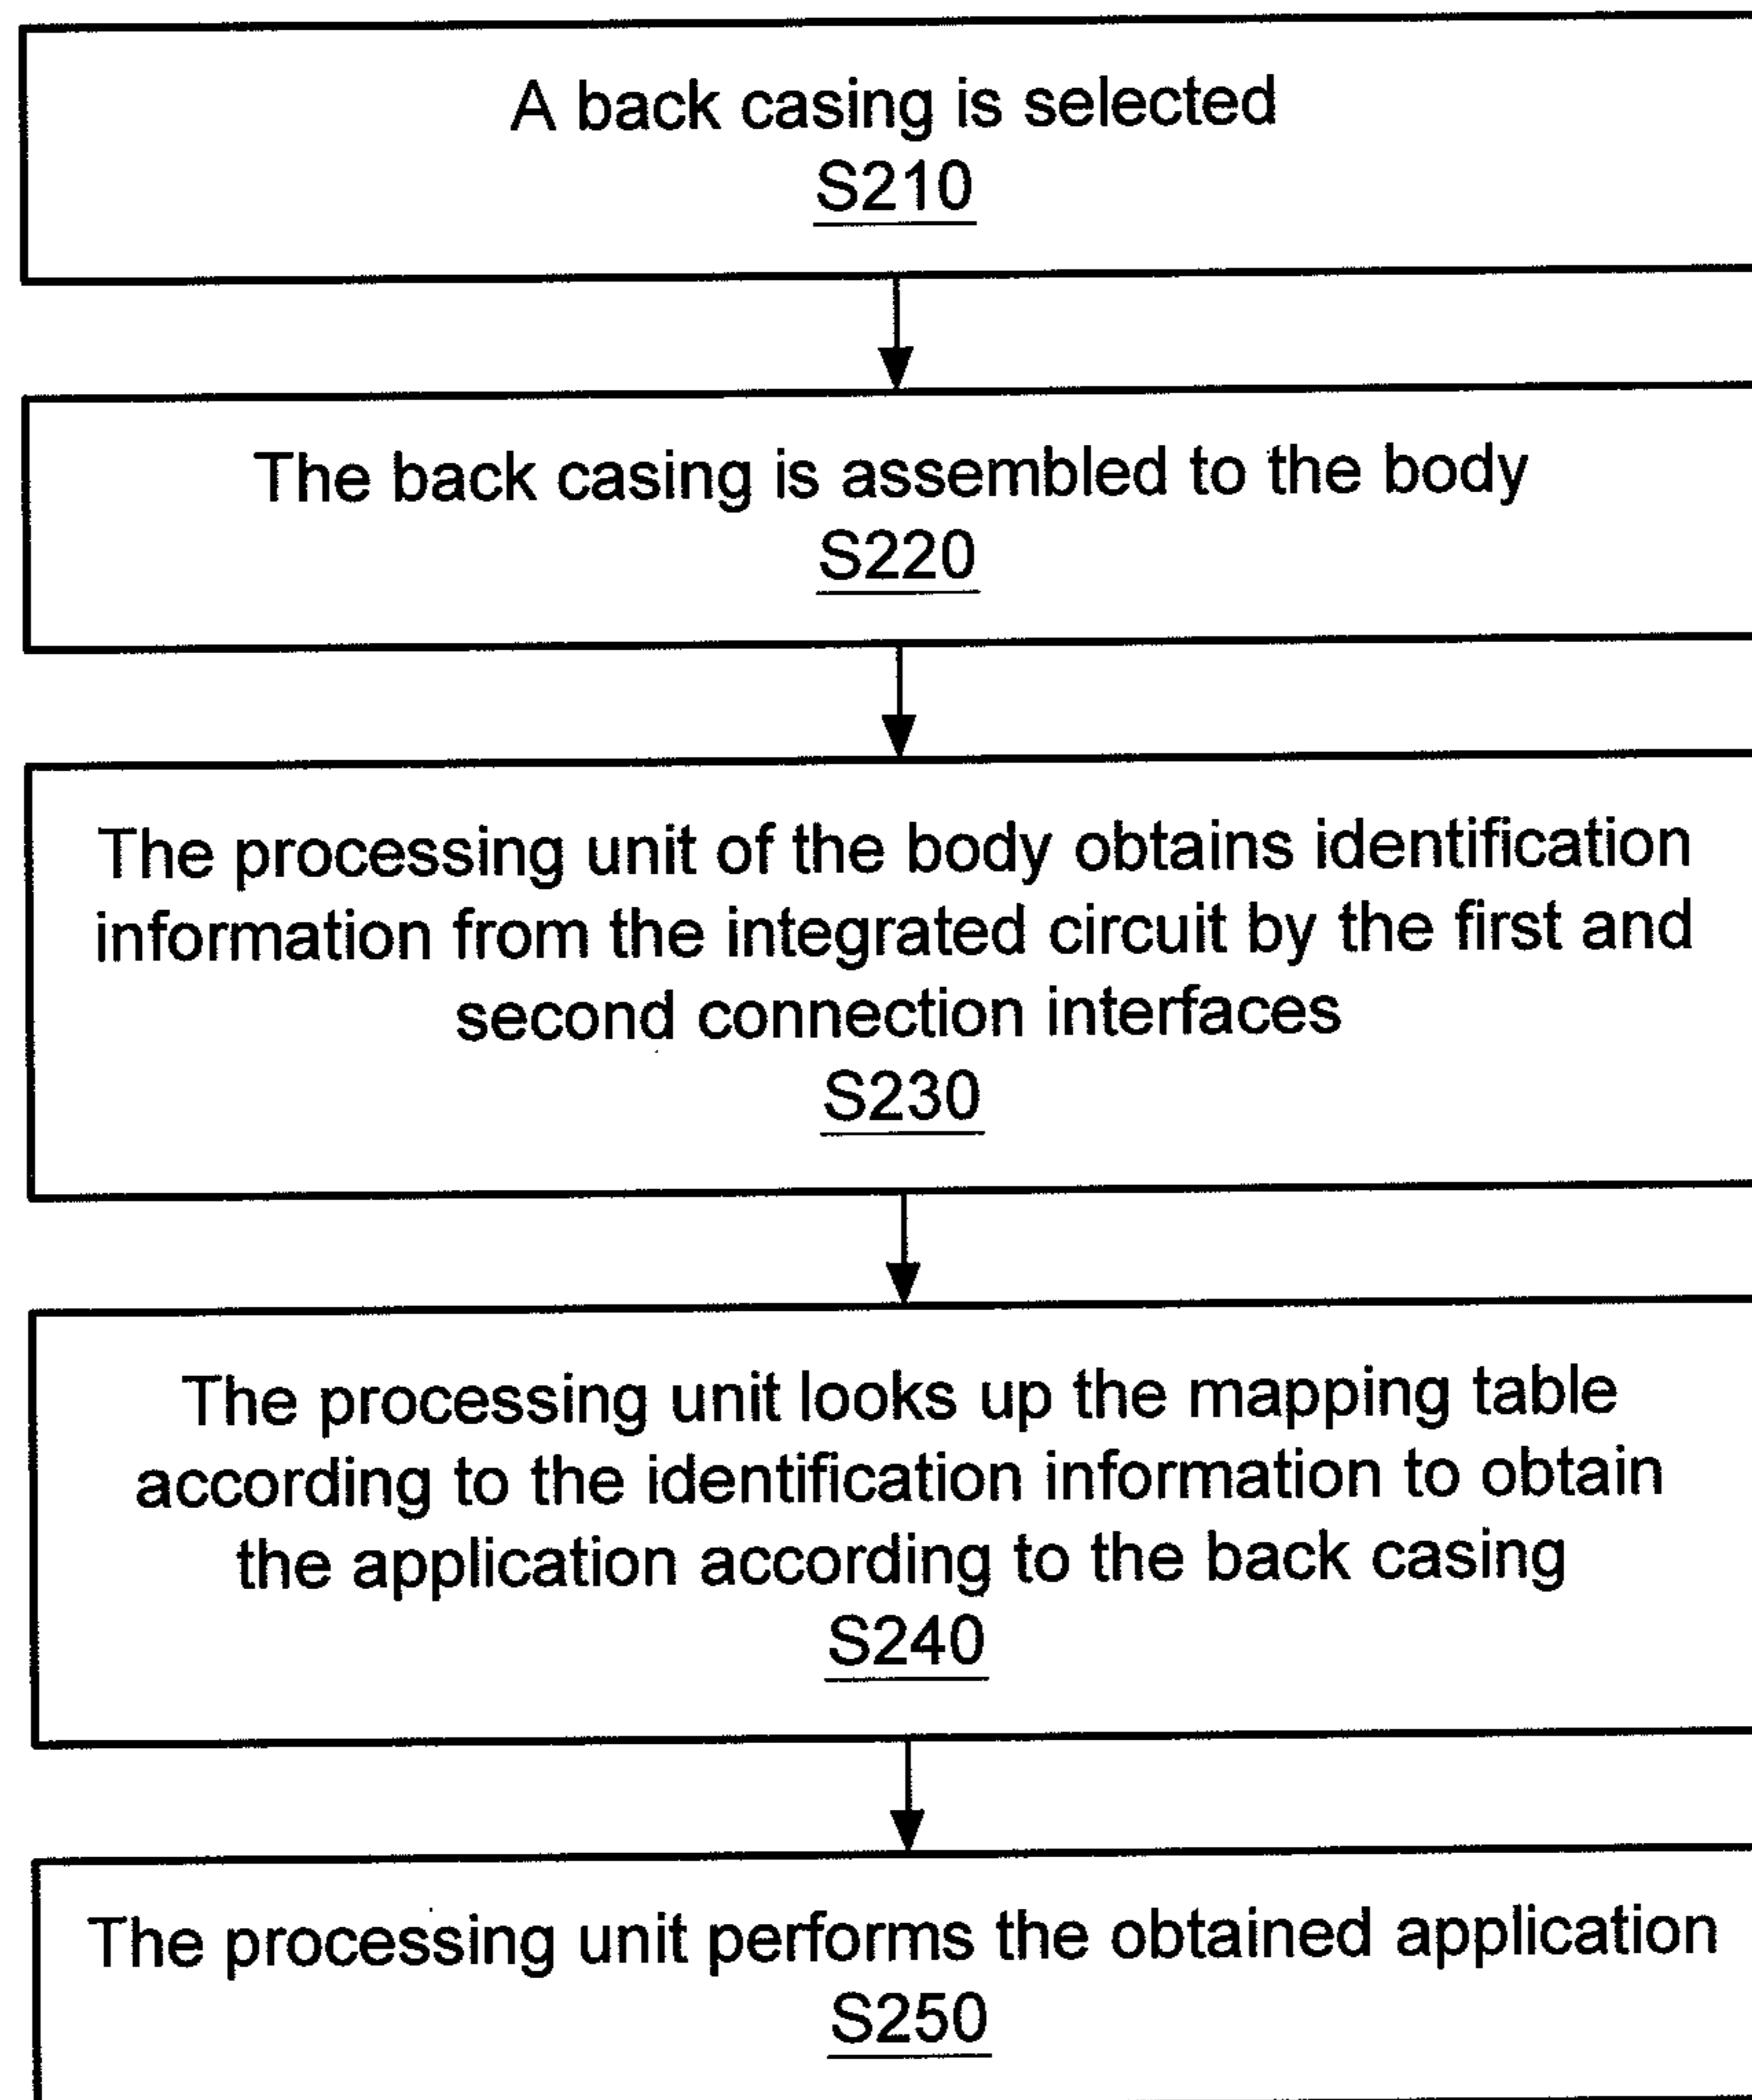 A back casing is selected
S210
The back casing is assembled to the body
S220
The processing unit of the body obtains identification
information from the integrated circuit by the first and
second connection interfaces
S230
The processing unit looks up the mapping table
according to the identification information to obtain
the application according to the back casing
S240
The processing unit performs the obtained application
S250